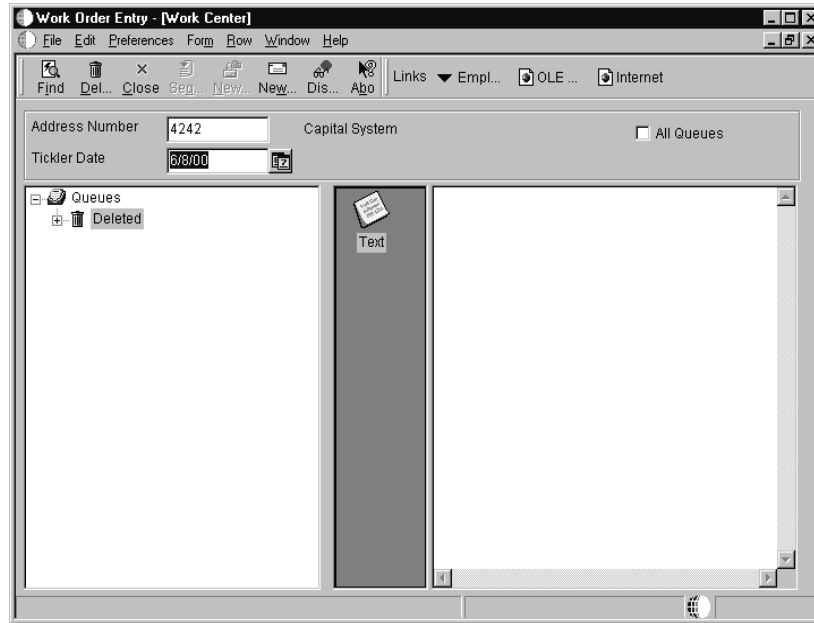 Work Order Entry - [Work Center]
File Edit Preferences Form Row Window Help
Find Del... Close Seq... New... New... Dis... Abo Links Empl... OLE ... Internet
Address Number 4242 Capital System All Queues
Tickler Date 6/8/00
Queues
Deleted
Text